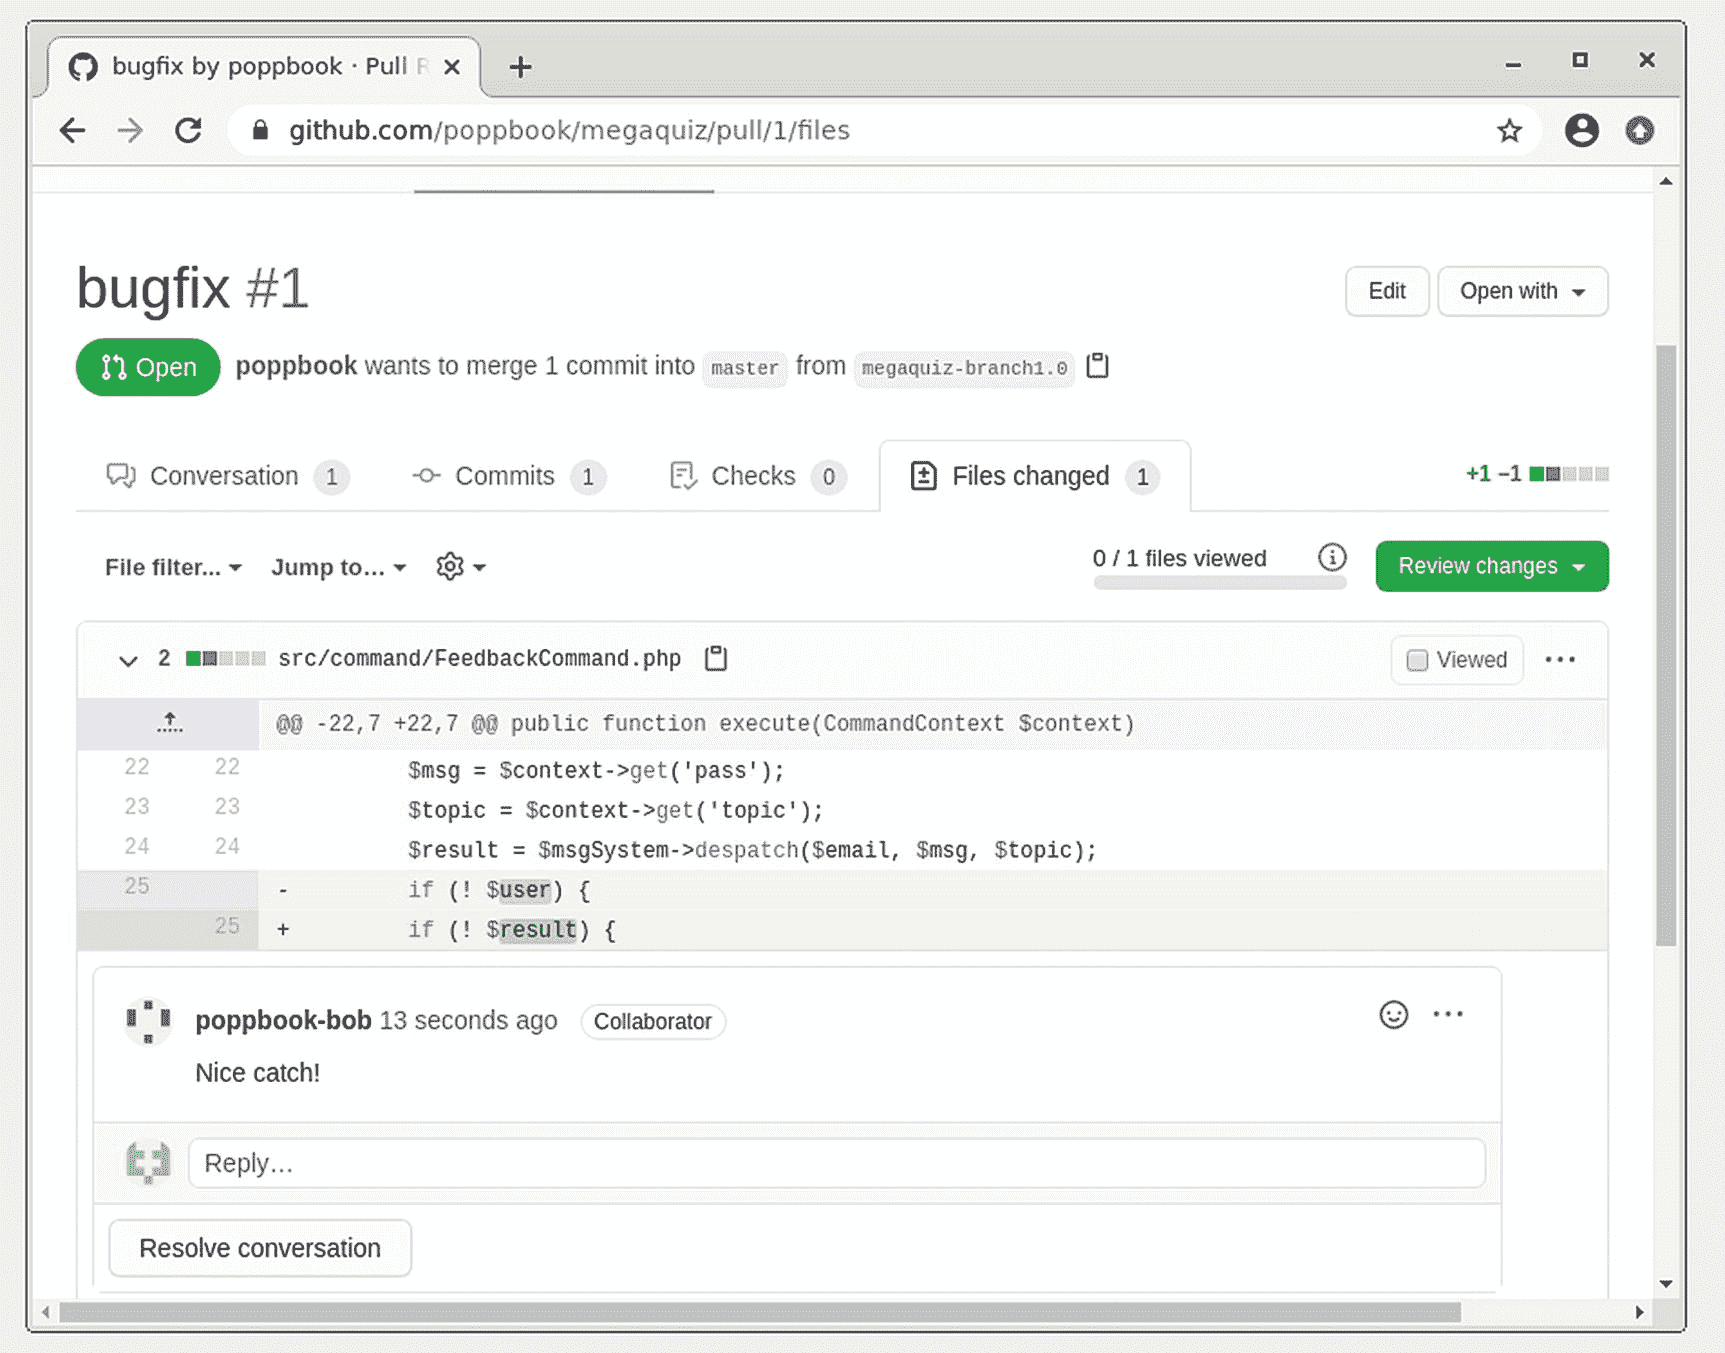 bugfix by poppbook · Pull R
github.com/poppbook/megaquiz/pull/1/files
bugfix #1
Edit
Open with
Open
poppbook wants to merge 1 commit into master from megaquiz-branch1.0
Conversation 1
Commits 1
Checks 0
Files changed 1
+1 −1
File filter...
Jump to...
0 / 1 files viewed
Review changes
2 src/command/FeedbackCommand.php
Viewed
@@ -22,7 +22,7 @@ public function execute(CommandContext $context)
22 22 $msg = $context->get('pass');
23 23 $topic = $context->get('topic');
24 24 $result = $msgSystem->despatch($email, $msg, $topic);
25 - if (! $user) {
25 + if (! $result) {
poppbook-bob 13 seconds ago Collaborator
Nice catch!
Reply...
Resolve conversation